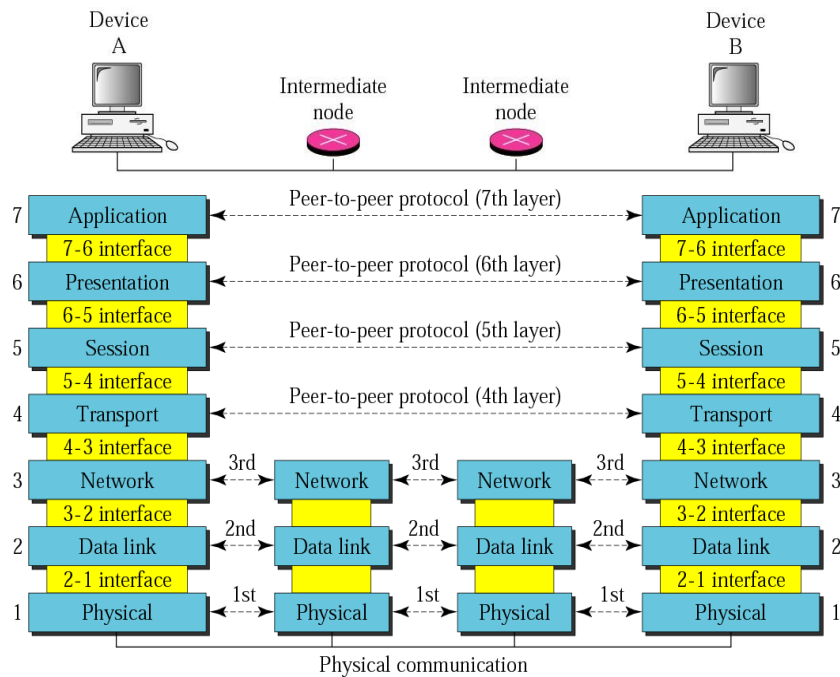 Device
A
Device
B
Intermediate
node
Intermediate
node
Peer-to-peer protocol (7th layer)
7 Application Application 7
7-6 interface 7-6 interface
Peer-to-peer protocol (6th layer)
6 Presentation Presentation 6
6-5 interface 6-5 interface
Peer-to-peer protocol (5th layer)
5 Session Session 5
5-4 interface 5-4 interface
Peer-to-peer protocol (4th layer)
4 Transport Transport 4
4-3 interface 4-3 interface
3rd 3rd 3rd
3 Network Network Network Network 3
3-2 interface 3-2 interface
2nd 2nd 2nd
2 Data link Data link Data link Data link 2
2-1 interface 2-1 interface
1st 1st 1st
1 Physical Physical Physical Physical 1
Physical communication